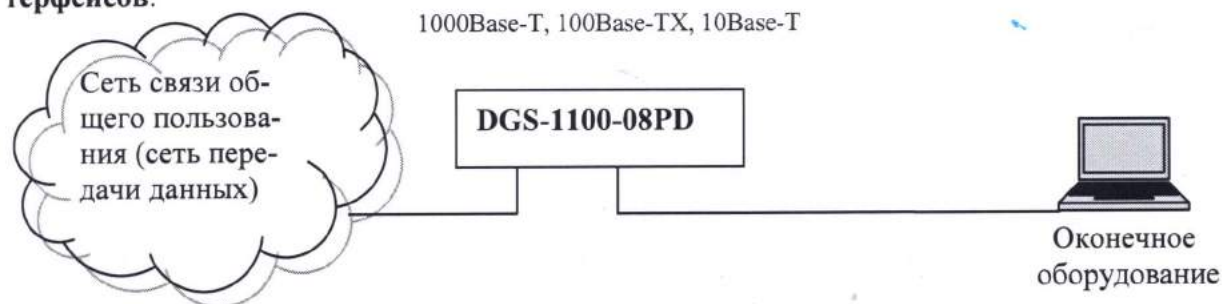 терфейсов.
1000Base-T, 100Base-TX, 10Base-T
Сеть связи об-
щего пользова-
ния (сеть пере-
дачи данных)
DGS-1100-08PD
Оконечное
оборудование